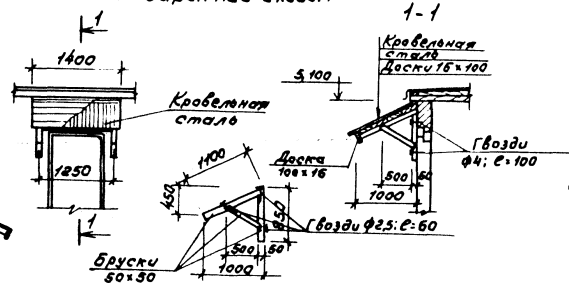 1-1
1
1400
Кровельная
сталь
1250
1
Кровельная
сталь
Доски 16×100
5,100
Доска
100×16
Гвозди
ф4; ℓ=100
500
50
1000
1100
450
850
Гвозди ф2,5; ℓ=60
500
50
1000
Бруски
50×50